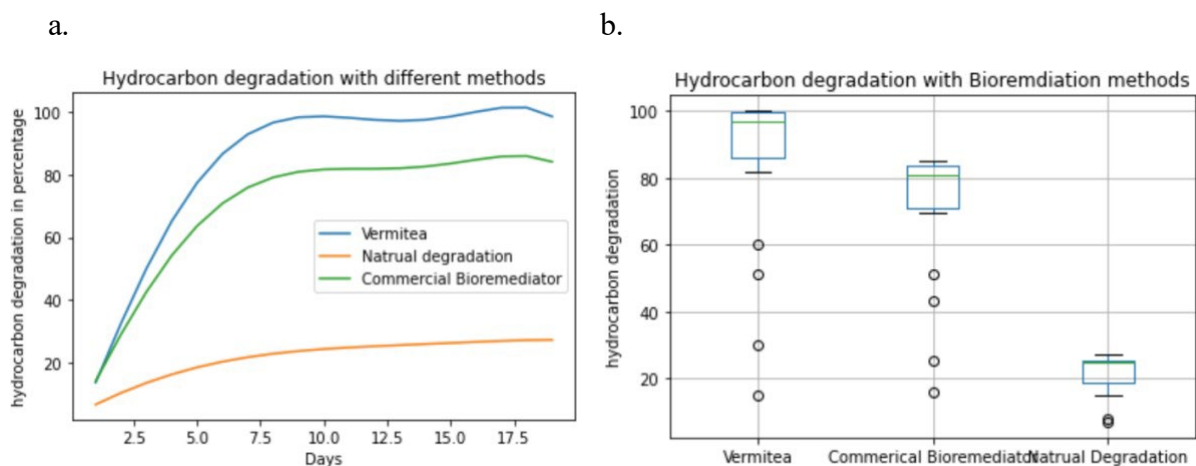 a.
Hydrocarbon degradation with different methods
hydrocarbon degradation in percentage
100
80
60
40
20
Vermitea
Natrual degradation
Commercial Bioremediator
2.5 5.0 7.5 10.0 12.5 15.0 17.5
Days
b.
Hydrocarbon degradation with Bioremdiation methods
hydrocarbon degradation
100
80
60
40
20
Vermitea Commerical Bioremediator Natrual Degradation